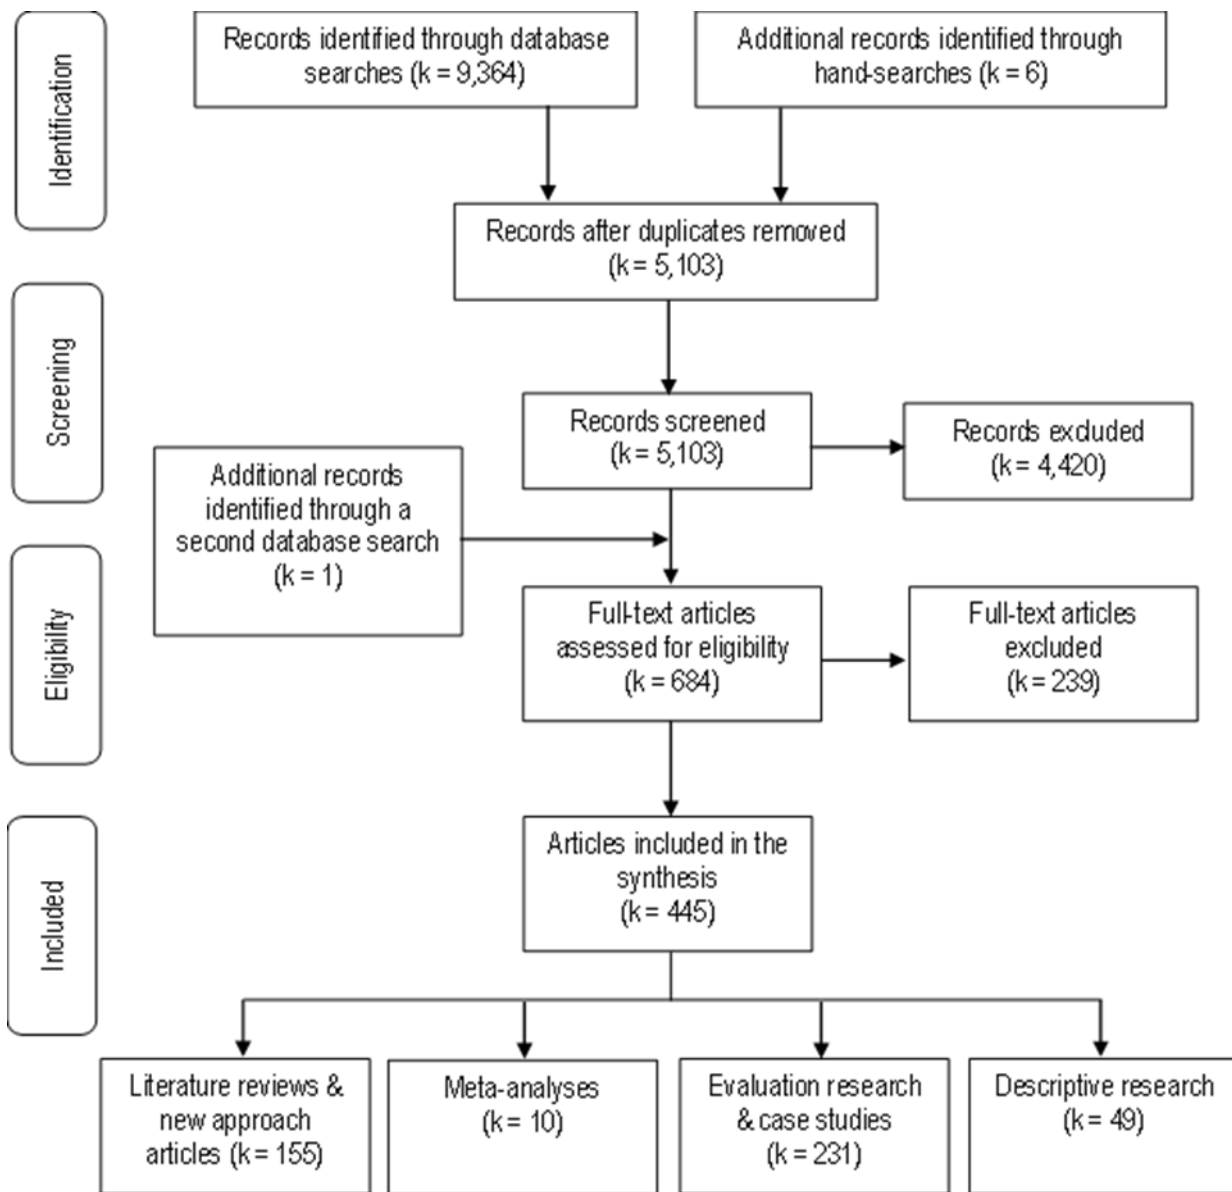 Identification
Records identified through database
searches (k = 9,364)
Additional records identified through
hand-searches (k = 6)
Records after duplicates removed
(k = 5,103)
Screening
Records screened
(k = 5,103)
Records excluded
(k = 4,420)
Additional records
identified through a
second database search
(k = 1)
Eligibility
Full-text articles
assessed for eligibility
(k = 684)
Full-text articles
excluded
(k = 239)
Included
Articles included in the
synthesis
(k = 445)
Literature reviews &
new approach
articles (k = 155)
Meta-analyses
(k = 10)
Evaluation research
& case studies
(k = 231)
Descriptive research
(k = 49)